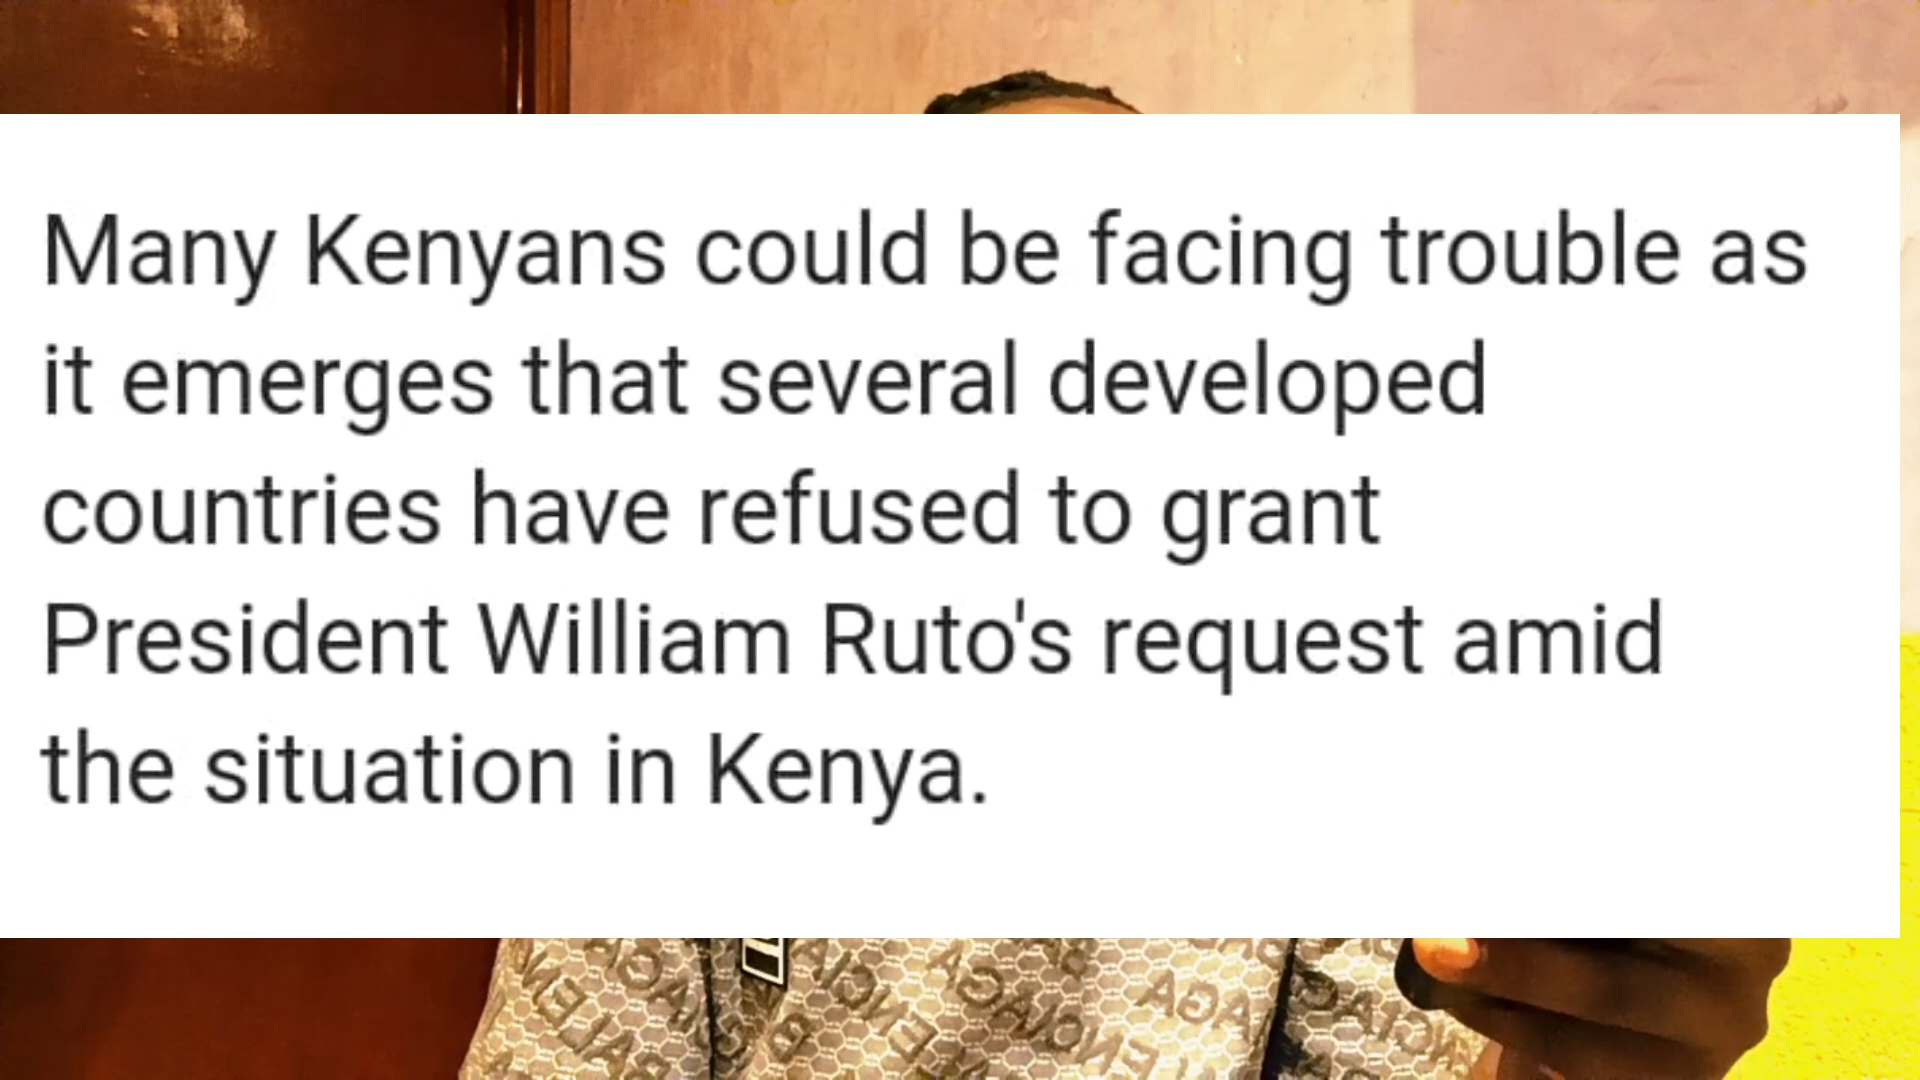 Many Kenyans could be facing trouble as
it emerges that several developed
countries have refused to grant
President William Ruto's request amid
the situation in Kenya.